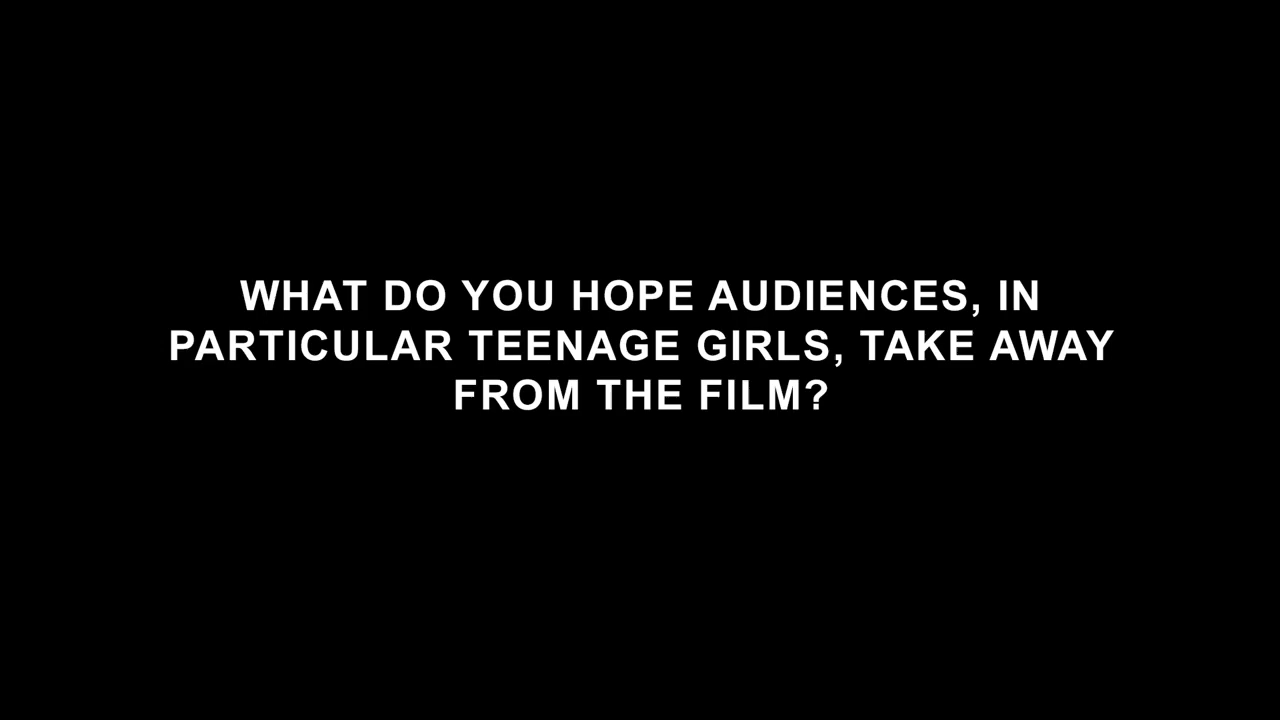 WHAT DO YOU HOPE AUDIENCES, IN
PARTICULAR TEENAGE GIRLS, TAKE AWAY
FROM THE FILM?